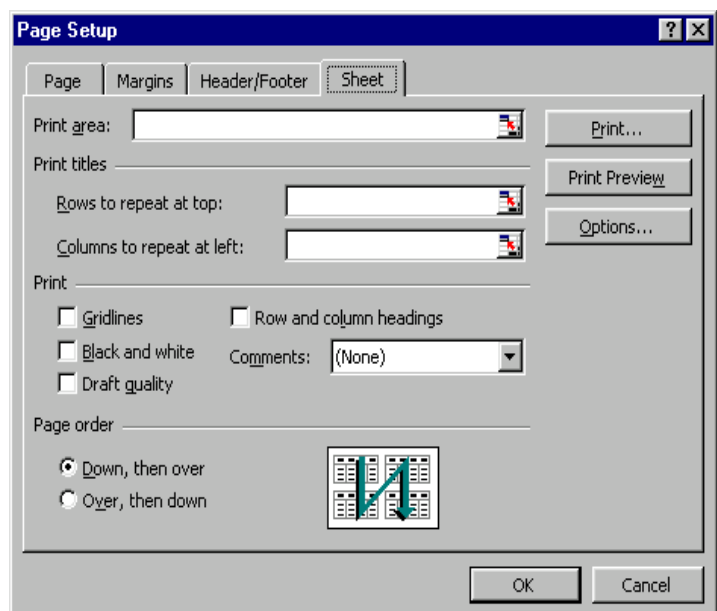 Page Setup
Page Margins Header/Footer Sheet
Print area:
Print...
Print titles
Print Preview
Rows to repeat at top:
Options...
Columns to repeat at left:
Print
Gridlines Row and column headings
Black and white Comments: (None)
Draft quality
Page order
Down, then over
Over, then down
OK Cancel